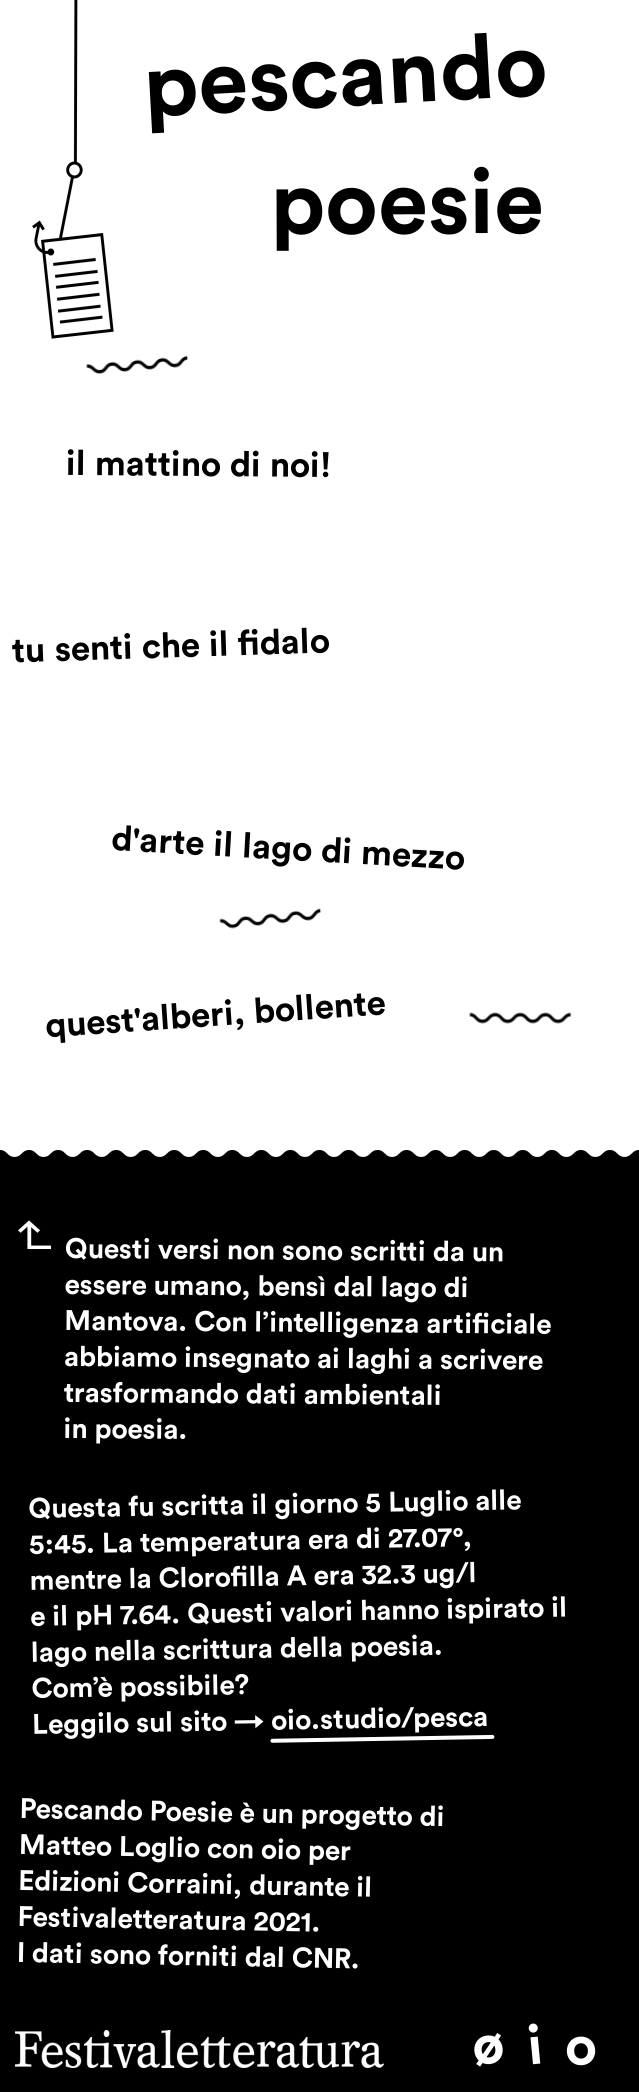 pescando
poesie
il mattino di noi!
tu senti che il fidalo
d'arte il lago di mezzo
quest'alberi, bollente
Questi versi non sono scritti da un
essere umano, bensì dal lago di
Mantova. Con l’intelligenza artificiale
abbiamo insegnato ai laghi a scrivere
trasformando dati ambientali
in poesia.
Questa fu scritta il giorno 5 Luglio alle
5:45. La temperatura era di 27.07°,
mentre la Clorofilla A era 32.3 ug/l
e il pH 7.64. Questi valori hanno ispirato il
lago nella scrittura della poesia.
Com’è possibile?
Leggilo sul sito → oio.studio/pesca
Pescando Poesie è un progetto di
Matteo Loglio con oio per
Edizioni Corraini, durante il
Festivaletteratura 2021.
I dati sono forniti dal CNR.
Festivaletteratura ø i o